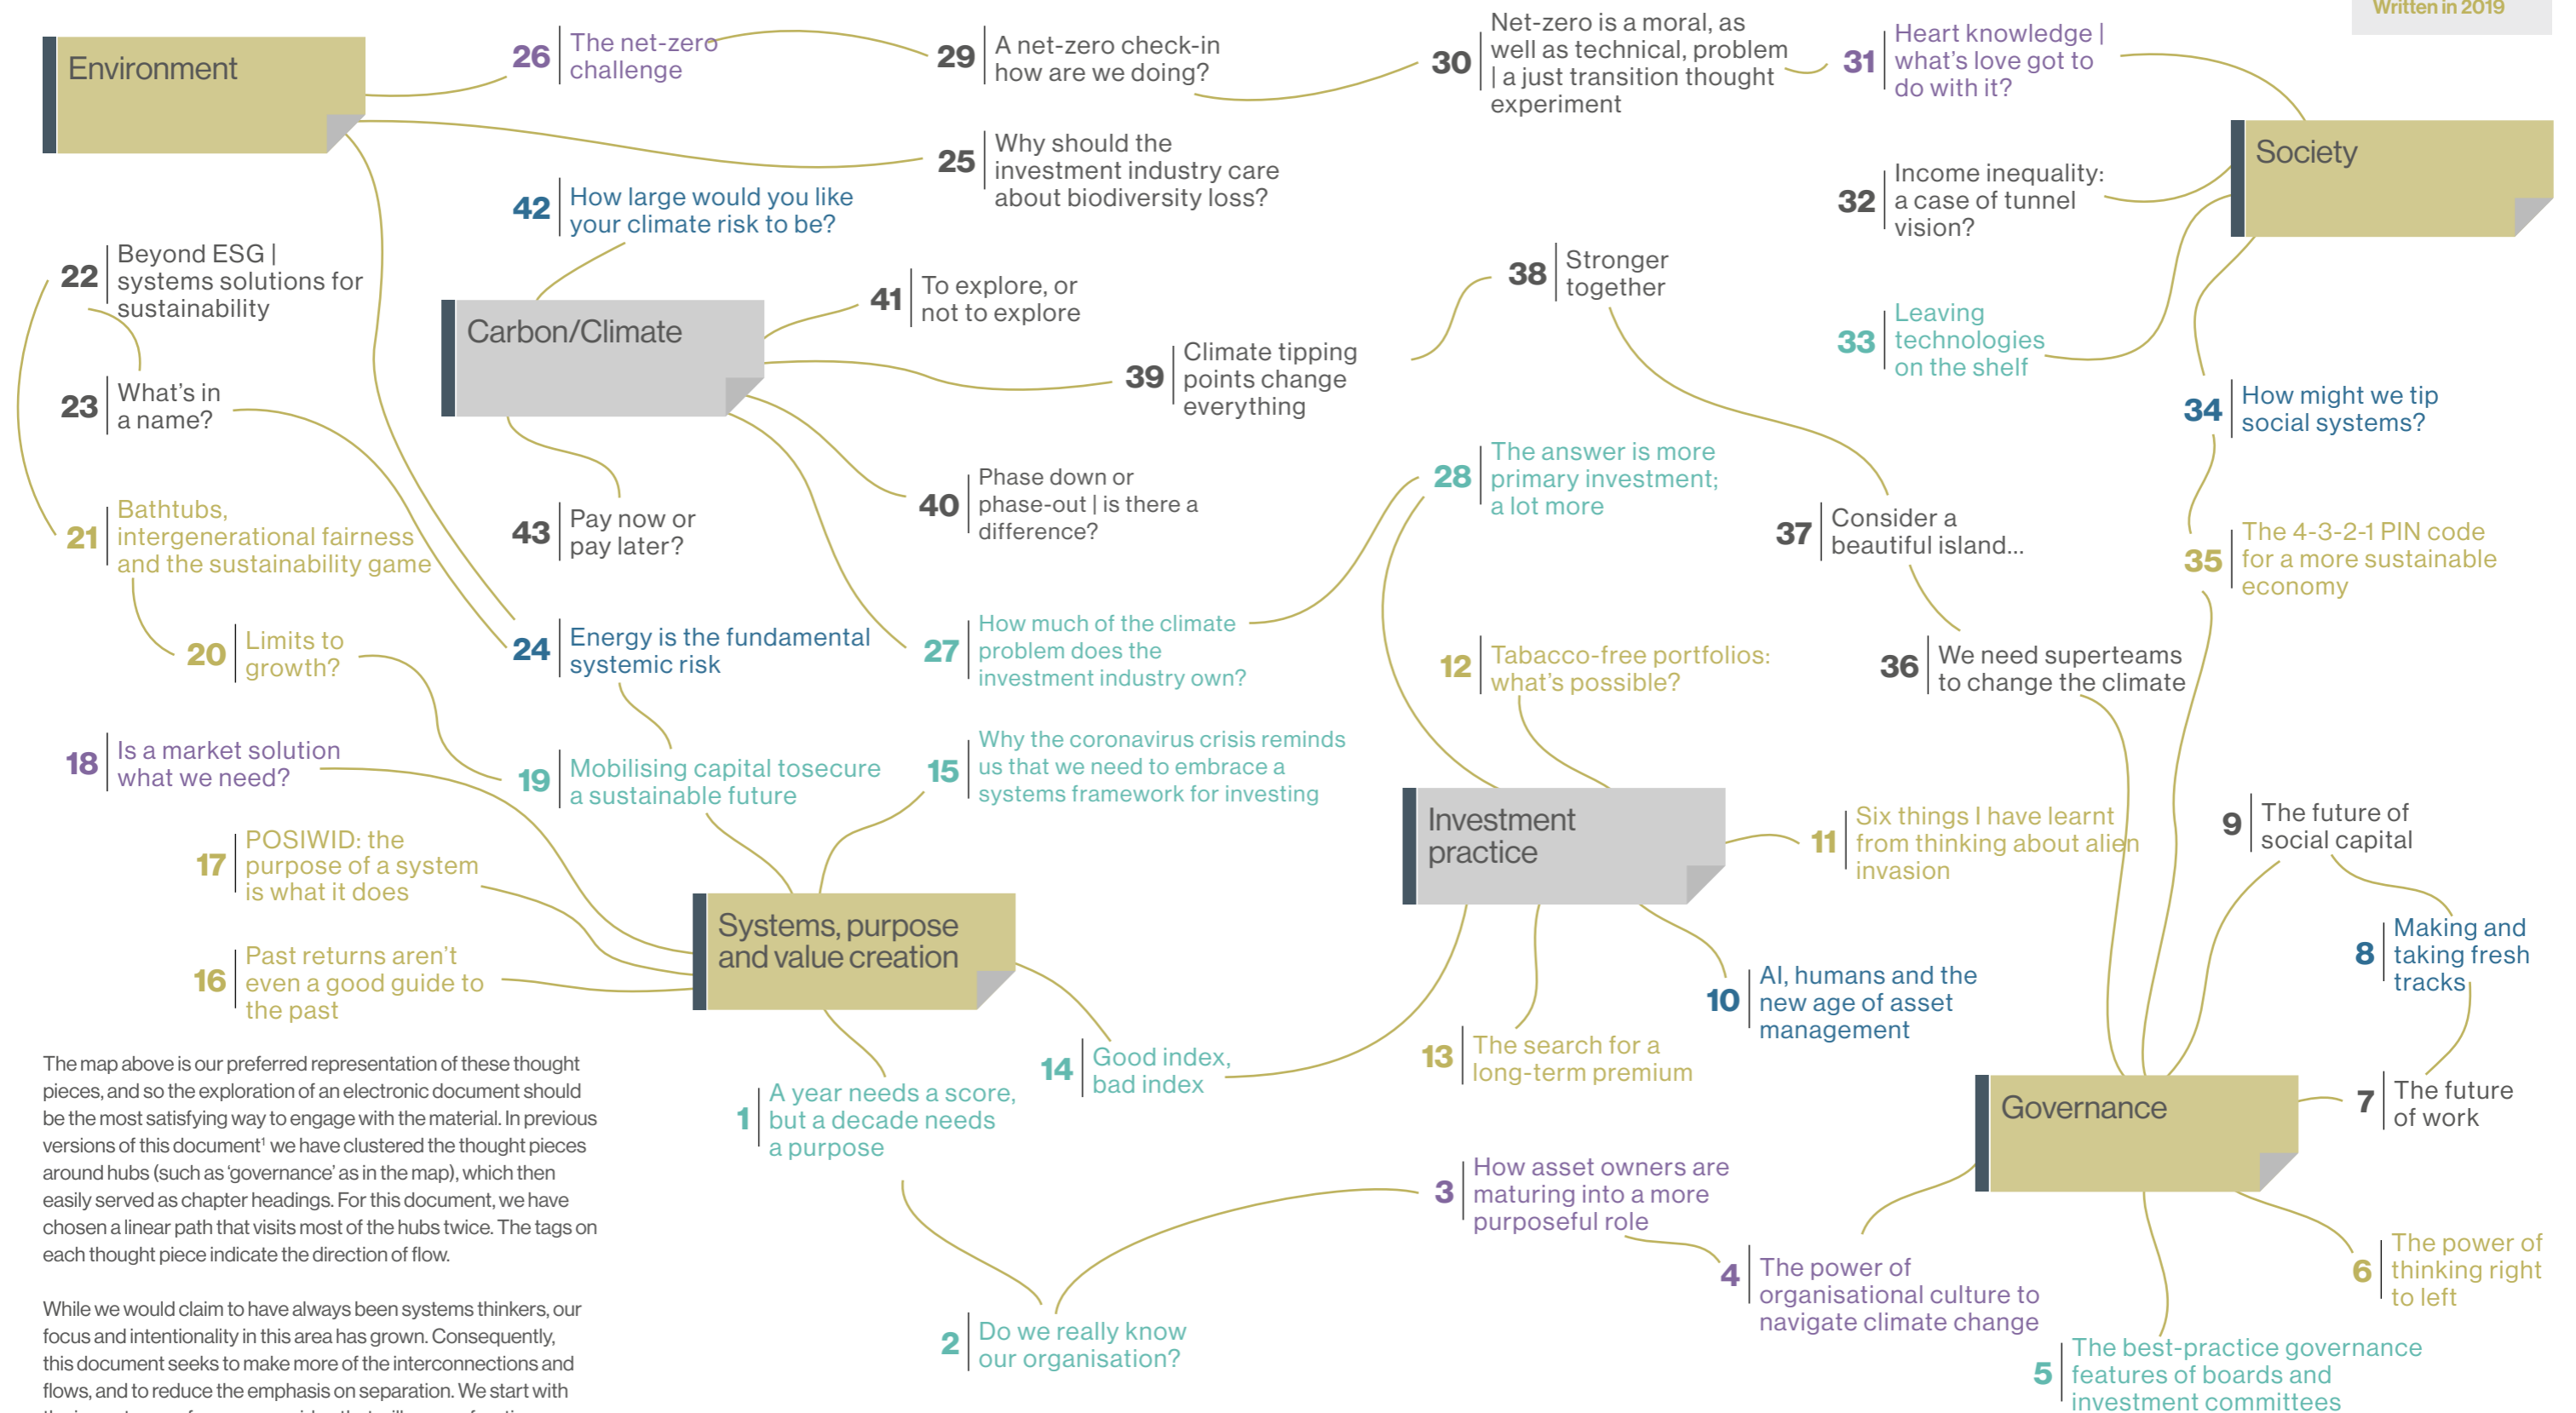 Written in 2019
Environment
26
The net-zero
challenge
29
A net-zero check-in
how are we doing?
30
Net-zero is a moral, as
well as technical, problem
| a just transition thought
experiment
31
Heart knowledge |
what's love got to
do with it?
Society
25
Why should the
investment industry care
about biodiversity loss?
32
Income inequality:
a case of tunnel
vision?
42
How large would you like
your climate risk to be?
22
Beyond ESG |
systems solutions for
sustainability
Carbon/Climate
41
To explore, or
not to explore
38
Stronger
together
33
Leaving
technologies
on the shelf
39
Climate tipping
points change
everything
23
What's in
a name?
34
How might we tip
social systems?
28
The answer is more
primary investment;
a lot more
40
Phase down or
phase-out | is there a
difference?
43
Pay now or
pay later?
21
Bathtubs,
intergenerational fairness
and the sustainability game
37
Consider a
beautiful island...
35
The 4-3-2-1 PIN code
for a more sustainable
economy
20
Limits to
growth?
24
Energy is the fundamental
systemic risk
27
How much of the climate
problem does the
investment industry own?
12
Tabacco-free portfolios:
what's possible?
36
We need superteams
to change the climate
18
Is a market solution
what we need?
19
Mobilising capital tosecure
a sustainable future
15
Why the coronavirus crisis reminds
us that we need to embrace a
systems framework for investing
Investment
practice
11
Six things I have learnt
from thinking about alien
invasion
9
The future of
social capital
17
POSIWID: the
purpose of a system
is what it does
Systems, purpose
and value creation
8
Making and
taking fresh
tracks
16
Past returns aren't
even a good guide to
the past
10
AI, humans and the
new age of asset
management
14
Good index,
bad index
13
The search for a
long-term premium
1
A year needs a score,
but a decade needs
a purpose
Governance
7
The future
of work
3
How asset owners are
maturing into a more
purposeful role
4
The power of
organisational culture to
navigate climate change
6
The power of
thinking right
to left
2
Do we really know
our organisation?
5
The best-practice governance
features of boards and
investment committees
The map above is our preferred representation of these thought
pieces, and so the exploration of an electronic document should
be the most satisfying way to engage with the material. In previous
versions of this document¹ we have clustered the thought pieces
around hubs (such as 'governance' as in the map), which then
easily served as chapter headings. For this document, we have
chosen a linear path that visits most of the hubs twice. The tags on
each thought piece indicate the direction of flow.
While we would claim to have always been systems thinkers, our
focus and intentionality in this area has grown. Consequently,
this document seeks to make more of the interconnections and
flows, and to reduce the emphasis on separation. We start with